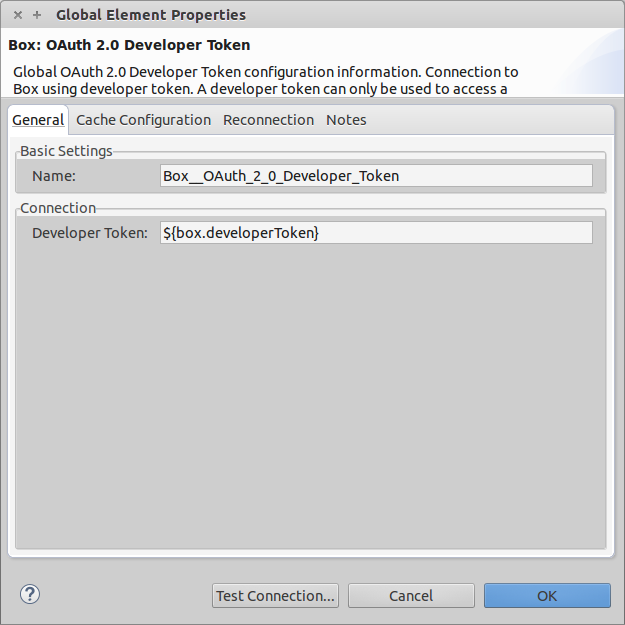 Global Element Properties
Box: OAuth 2.0 Developer Token
Global OAuth 2.0 Developer Token configuration information. Connection to
Box using developer token. A developer token can only be used to access a
General Cache Configuration Reconnection Notes
Basic Settings
Name: Box__OAuth_2_0_Developer_Token
Connection
Developer Token: ${box.developerToken}
? Test Connection... Cancel OK